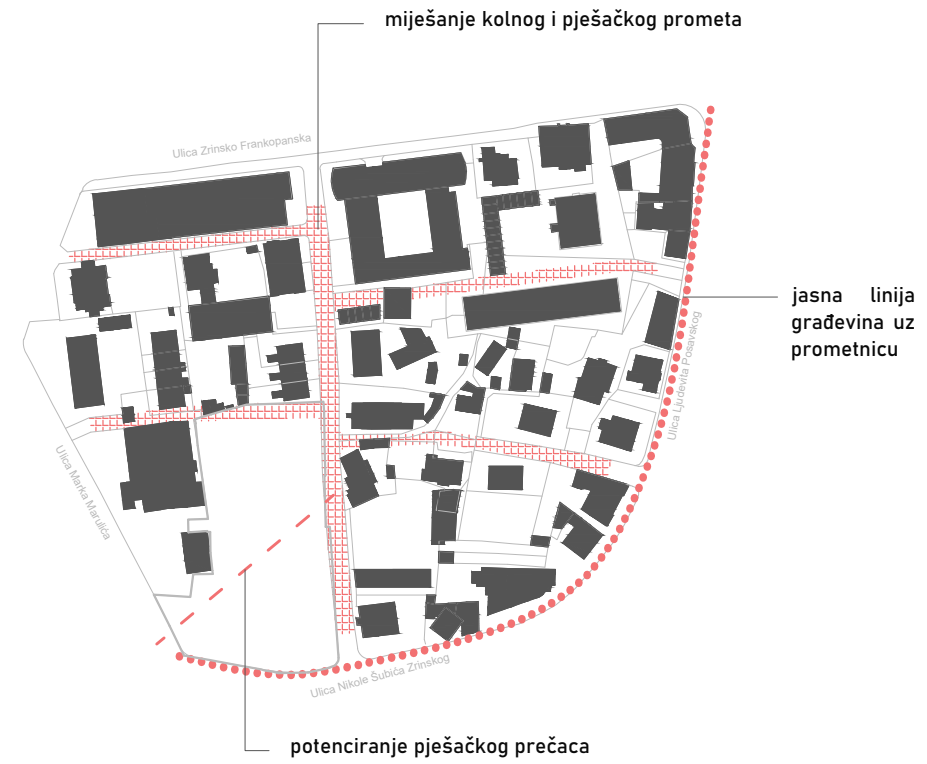 miješanje kolnog i pješačkog prometa
Ulica Zrinsko Frankopanska
jasna linija
građevina uz
prometnicu
Ulica Ljudevita Posavskog
Ulica Marka Marulića
Ulica Nikole Šubića Zrinskog
potenciranje pješačkog prečaca